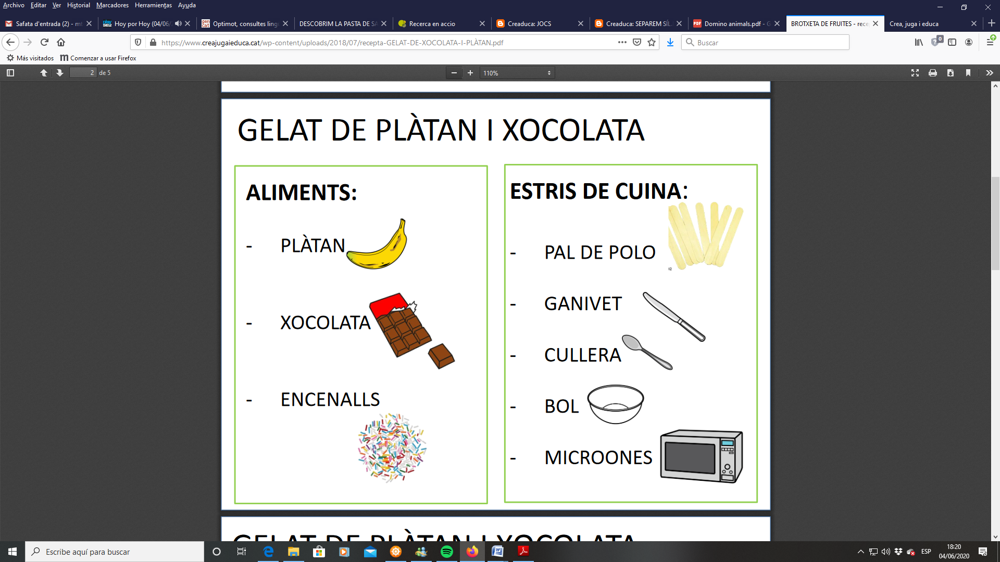 Archivo Editar Ver Historial Marcadores Herramientas Ayuda
Safata d'entrada (2) - mt
Hoy por Hoy (04/06/
Optimot, consultes ling
DESCOBRIM LA PASTA DE SA
Recerca en accio
Creaduca: JOCS
Creaduca: SEPAREM SÍL
Domino animals.pdf - G
BROTXETA DE FRUITES - rece
Crea, juga i educa
https://www.creajugaieduca.cat/wp-content/uploads/2018/07/recepta-GELAT-DE-XOCOLATA-I-PLÀTAN.pdf
Buscar
0
Más visitados
Comenzar a usar Firefox
2 de 5
110%
GELAT DE PLÀTAN I XOCOLATA
ALIMENTS:
- PLÀTAN
- XOCOLATA
- ENCENALLS
ESTRIS DE CUINA:
- PAL DE POLO
- GANIVET
- CULLERA
- BOL
- MICROONES
GELAT DE PLÀTAN I XOCOLATA
Escribe aquí para buscar
ESP
18:20
04/06/2020